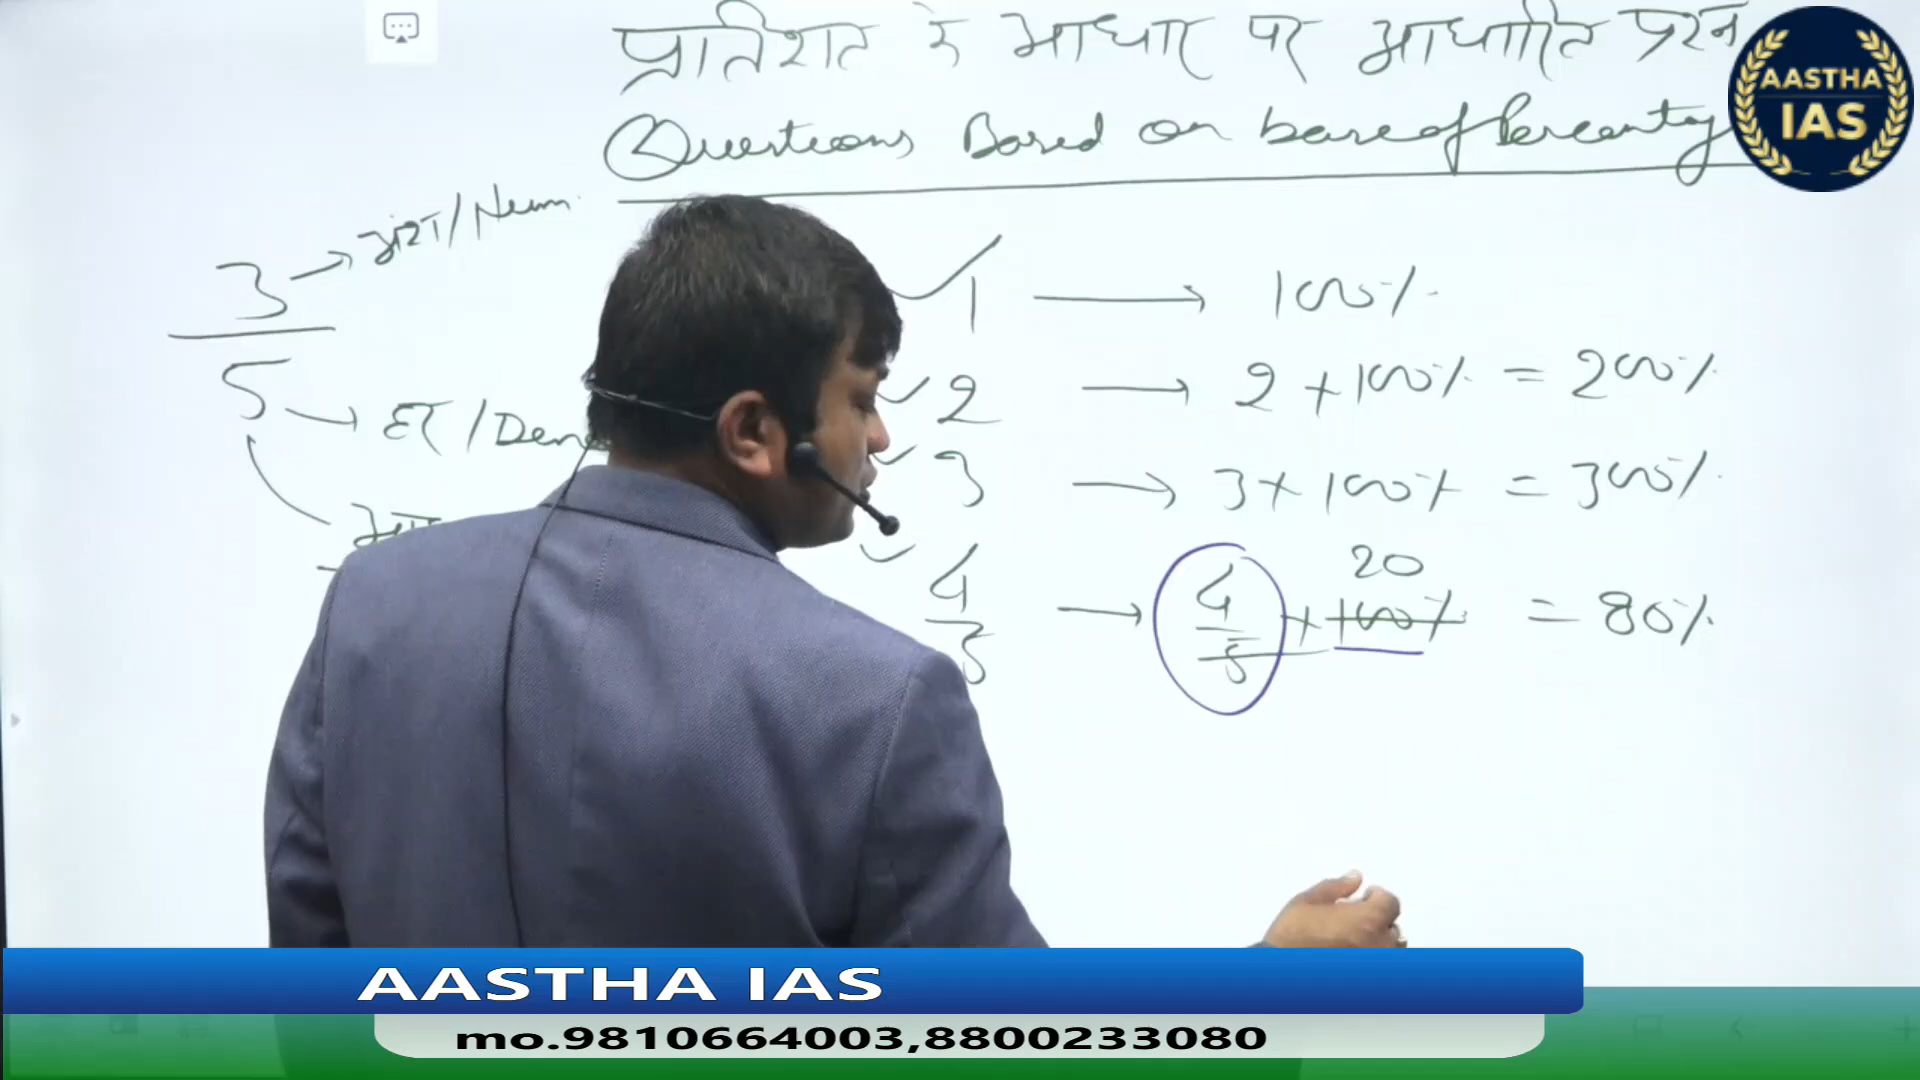 प्रतिशत के आधार पर आधारित प्रश्न
Questions Based on base of Percentag
AASTHA
IAS
3 → अंश/Num.
5 → हर/Den
1 → 100%
2 → 2×100% = 200%
3 → 3×100% = 300%
20
4/5 → 4/5 × 100% = 80%
AASTHA IAS
mo.9810664003,8800233080